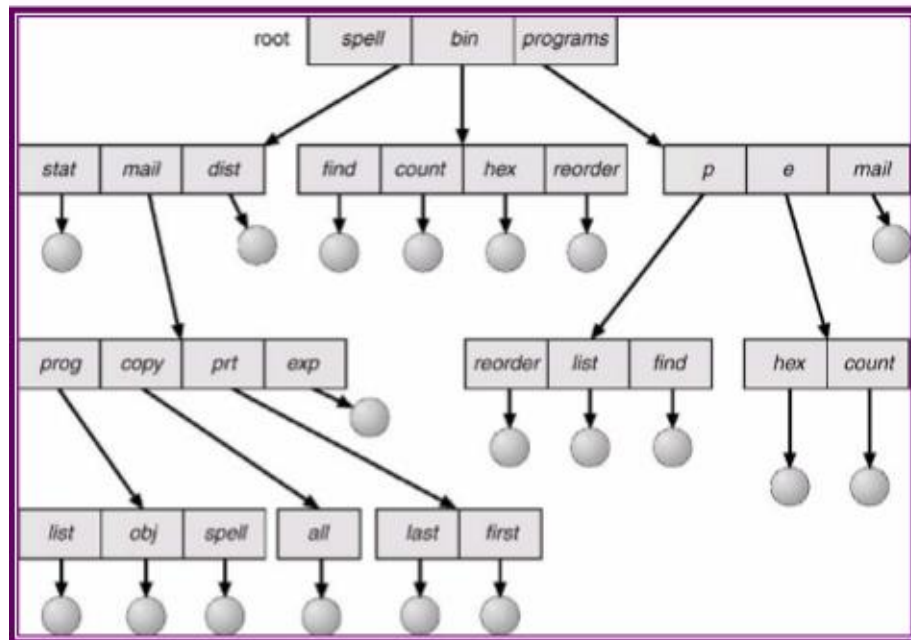 root spell bin programs
stat mail dist find count hex reorder p e mail
prog copy prt exp reorder list find hex count
list obj spell all last first